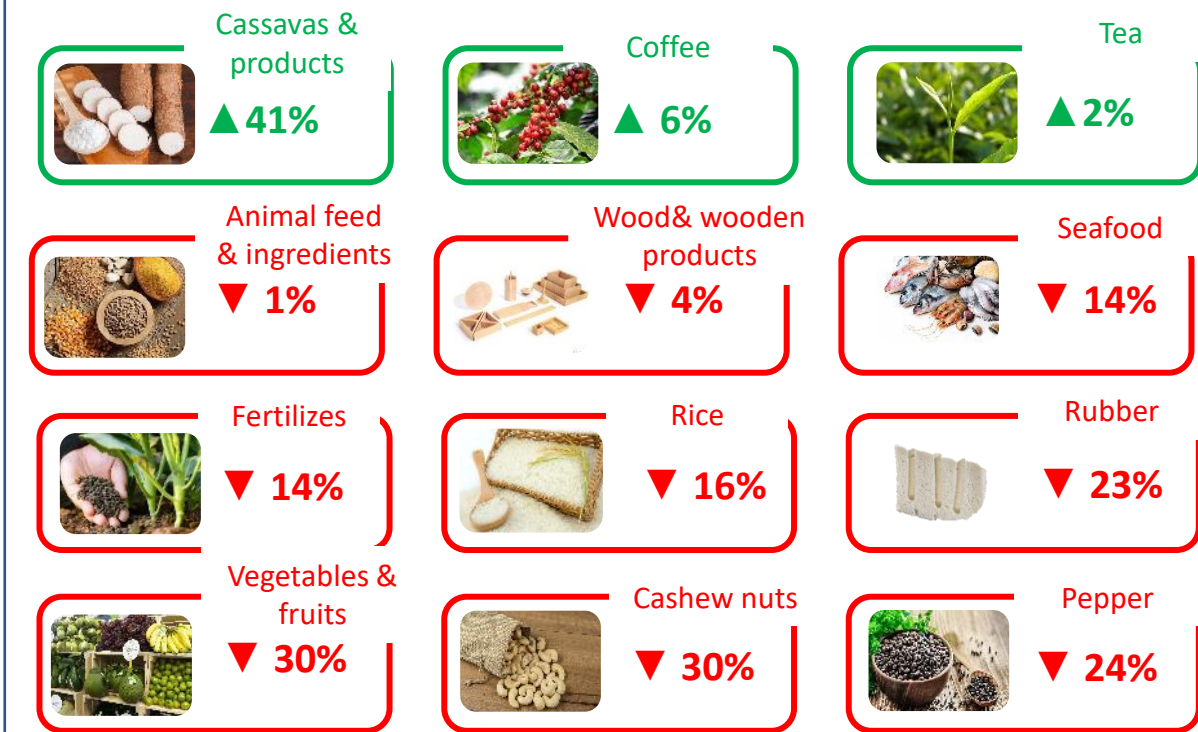 Cassavas &
products
▲ 41%
Coffee
▲ 6%
Tea
▲ 2%
Animal feed
& ingredients
▼ 1%
Wood& wooden
products
▼ 4%
Seafood
▼ 14%
Fertilizes
▼ 14%
Rice
▼ 16%
Rubber
▼ 23%
Vegetables &
fruits
▼ 30%
Cashew nuts
▼ 30%
Pepper
▼ 24%